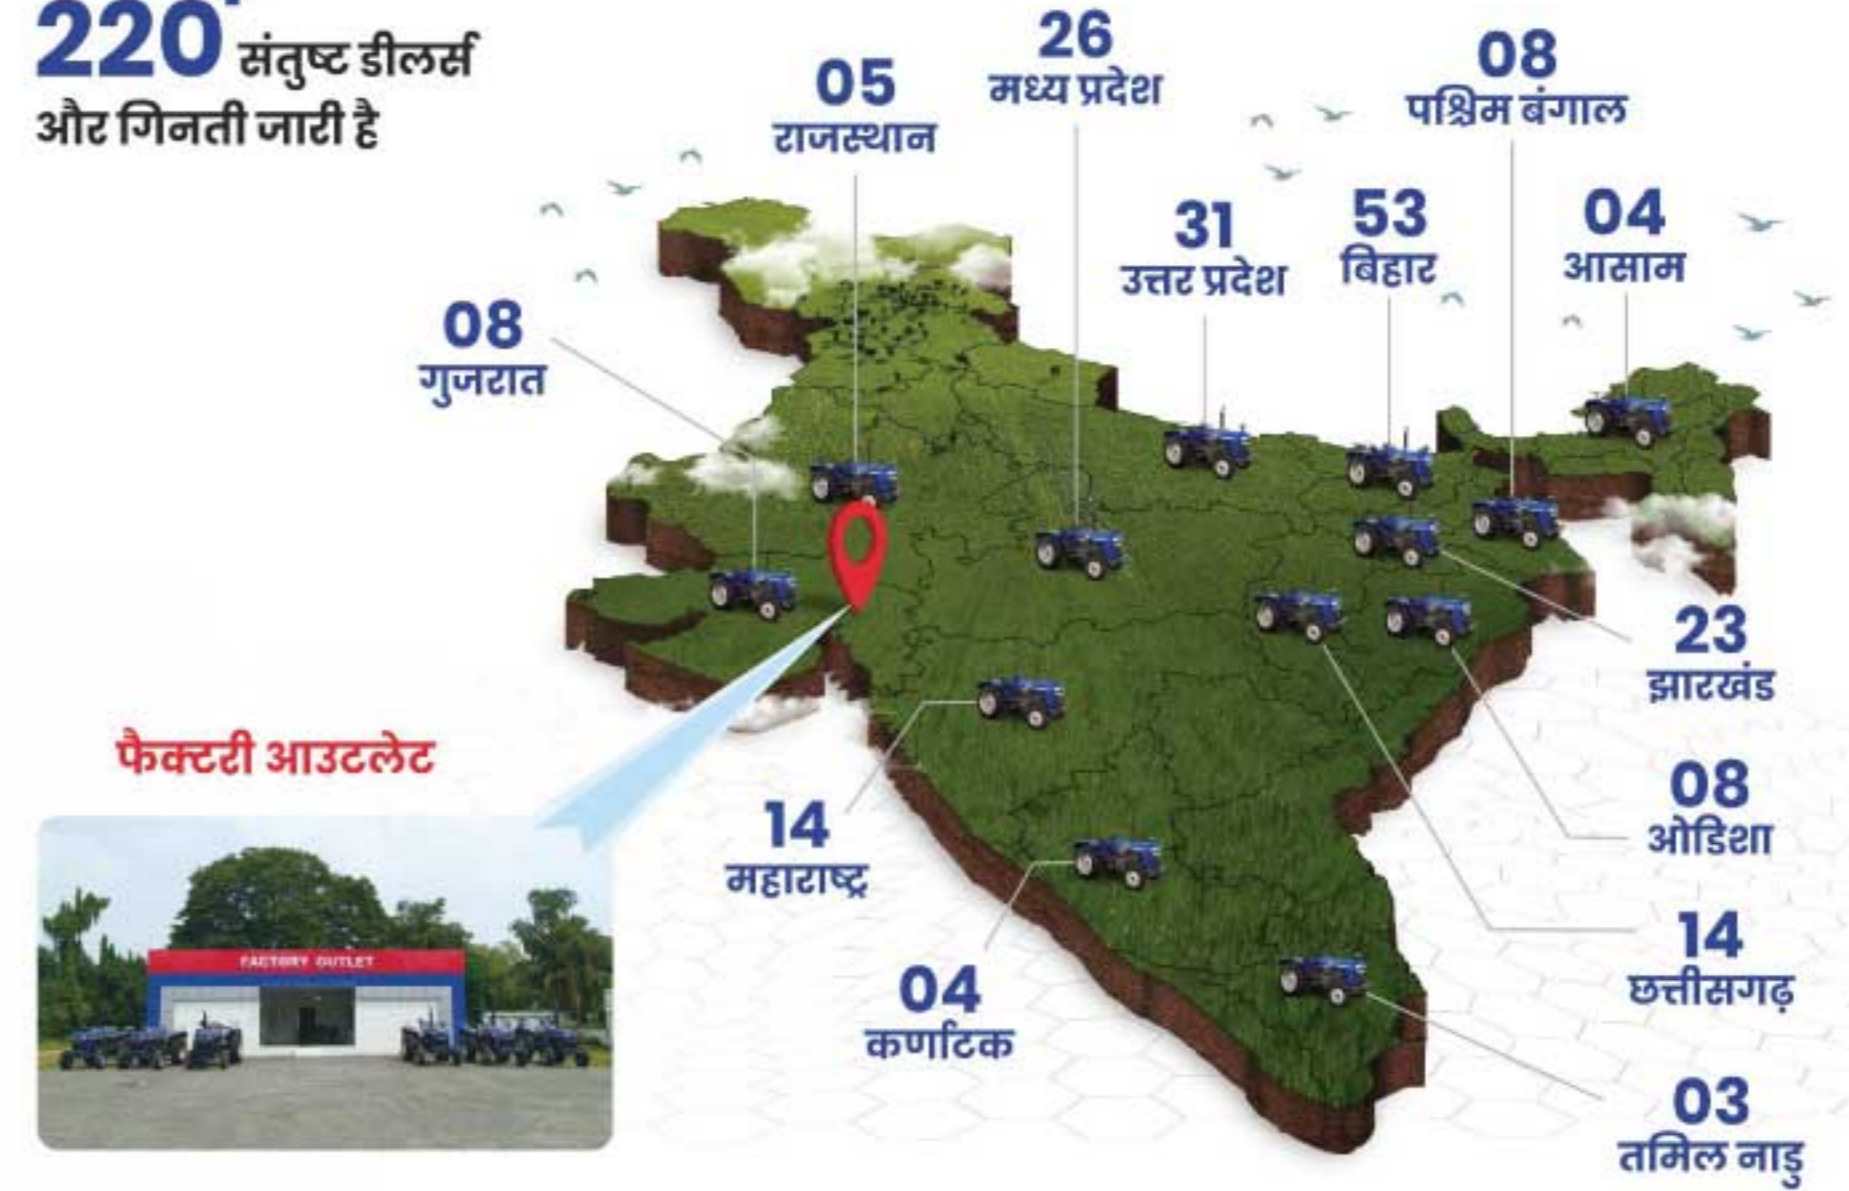 220+ संतुष्ट डीलर्स
और गिनती जारी है
05
राजस्थान
26
मध्य प्रदेश
08
पश्चिम बंगाल
31
उत्तर प्रदेश
53
बिहार
04
आसाम
08
गुजरात
23
झारखंड
08
ओडिशा
14
छत्तीसगढ़
03
तमिल नाडु
14
महाराष्ट्र
04
कर्णाटक
फैक्टरी आउटलेट
FACTORY OUTLET